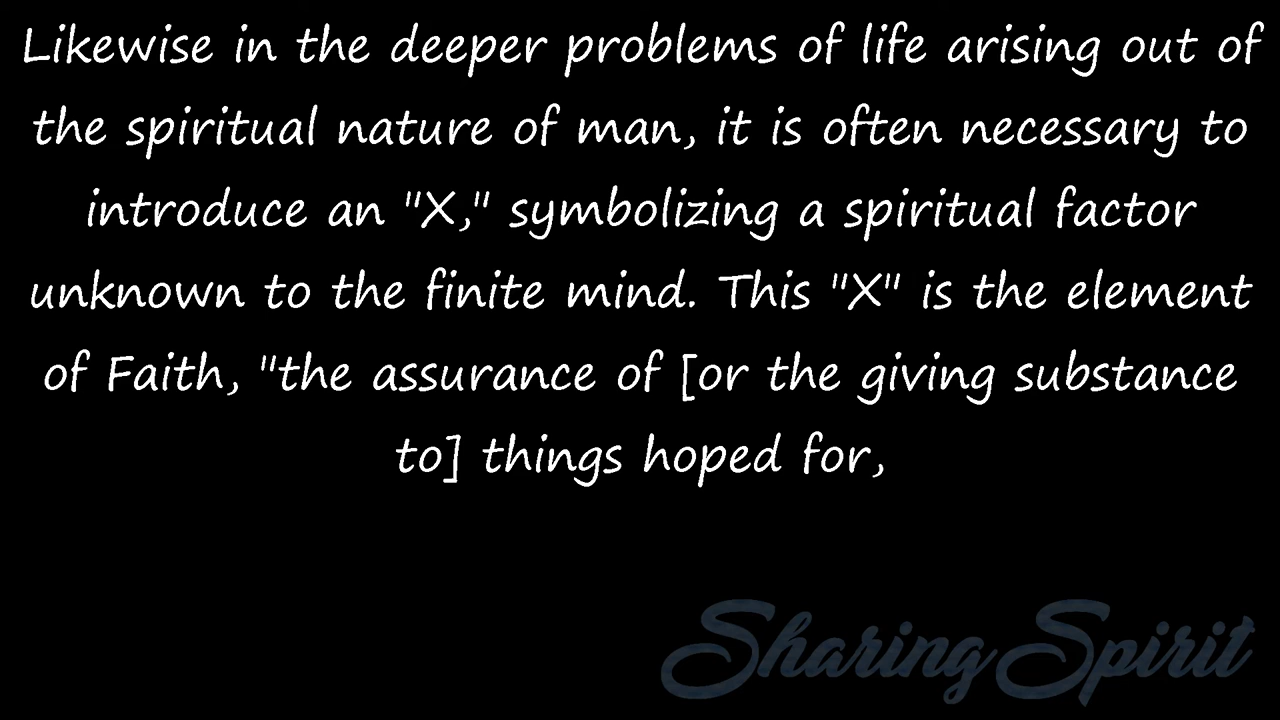 Likewise in the deeper problems of life arising out of
the spiritual nature of man, it is often necessary to
introduce an "X," symbolizing a spiritual factor
unknown to the finite mind. This "X" is the element
of Faith, "the assurance of [or the giving substance
to] things hoped for,
SharingSpirit